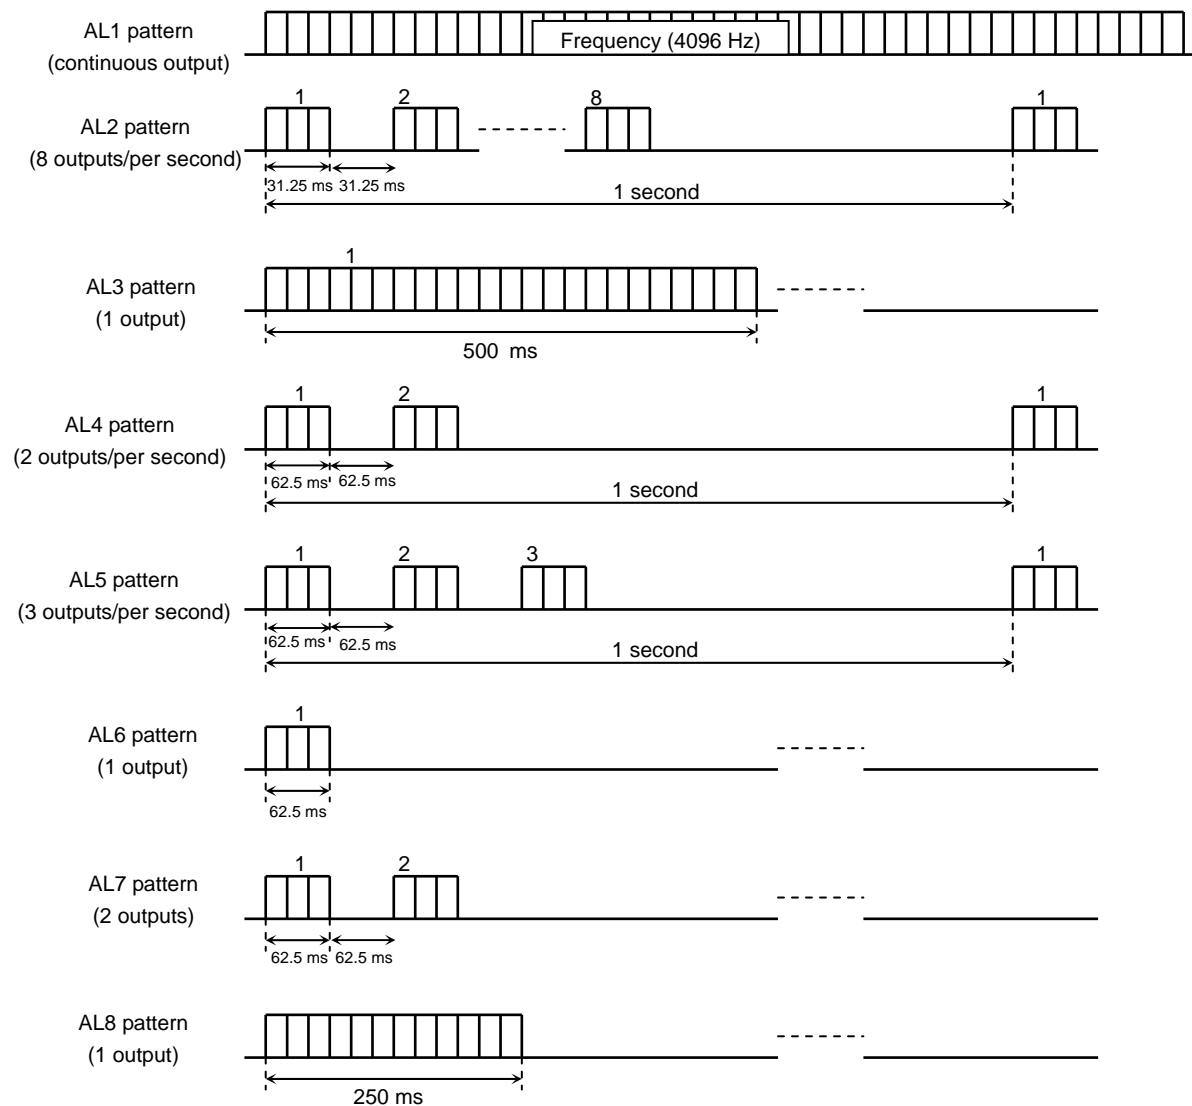 AL1 pattern
(continuous output)
Frequency (4096 Hz)
AL2 pattern
(8 outputs/per second)
1 2 8 1
31.25 ms 31.25 ms
1 second
AL3 pattern
(1 output)
1
500 ms
AL4 pattern
(2 outputs/per second)
1 2 1
62.5 ms 62.5 ms
1 second
AL5 pattern
(3 outputs/per second)
1 2 3 1
62.5 ms 62.5 ms
1 second
AL6 pattern
(1 output)
1
62.5 ms
AL7 pattern
(2 outputs)
1 2
62.5 ms 62.5 ms
AL8 pattern
(1 output)
250 ms